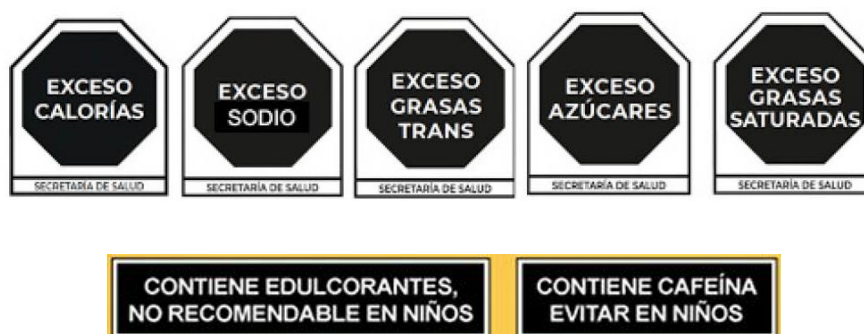 EXCESO
CALORÍAS
SECRETARÍA DE SALUD
EXCESO
SODIO
SECRETARÍA DE SALUD
EXCESO
GRASAS
TRANS
SECRETARÍA DE SALUD
EXCESO
AZÚCARES
SECRETARÍA DE SALUD
EXCESO
GRASAS
SATURADAS
SECRETARÍA DE SALUD
CONTIENE EDULCORANTES,
NO RECOMENDABLE EN NIÑOS
CONTIENE CAFEÍNA
EVITAR EN NIÑOS